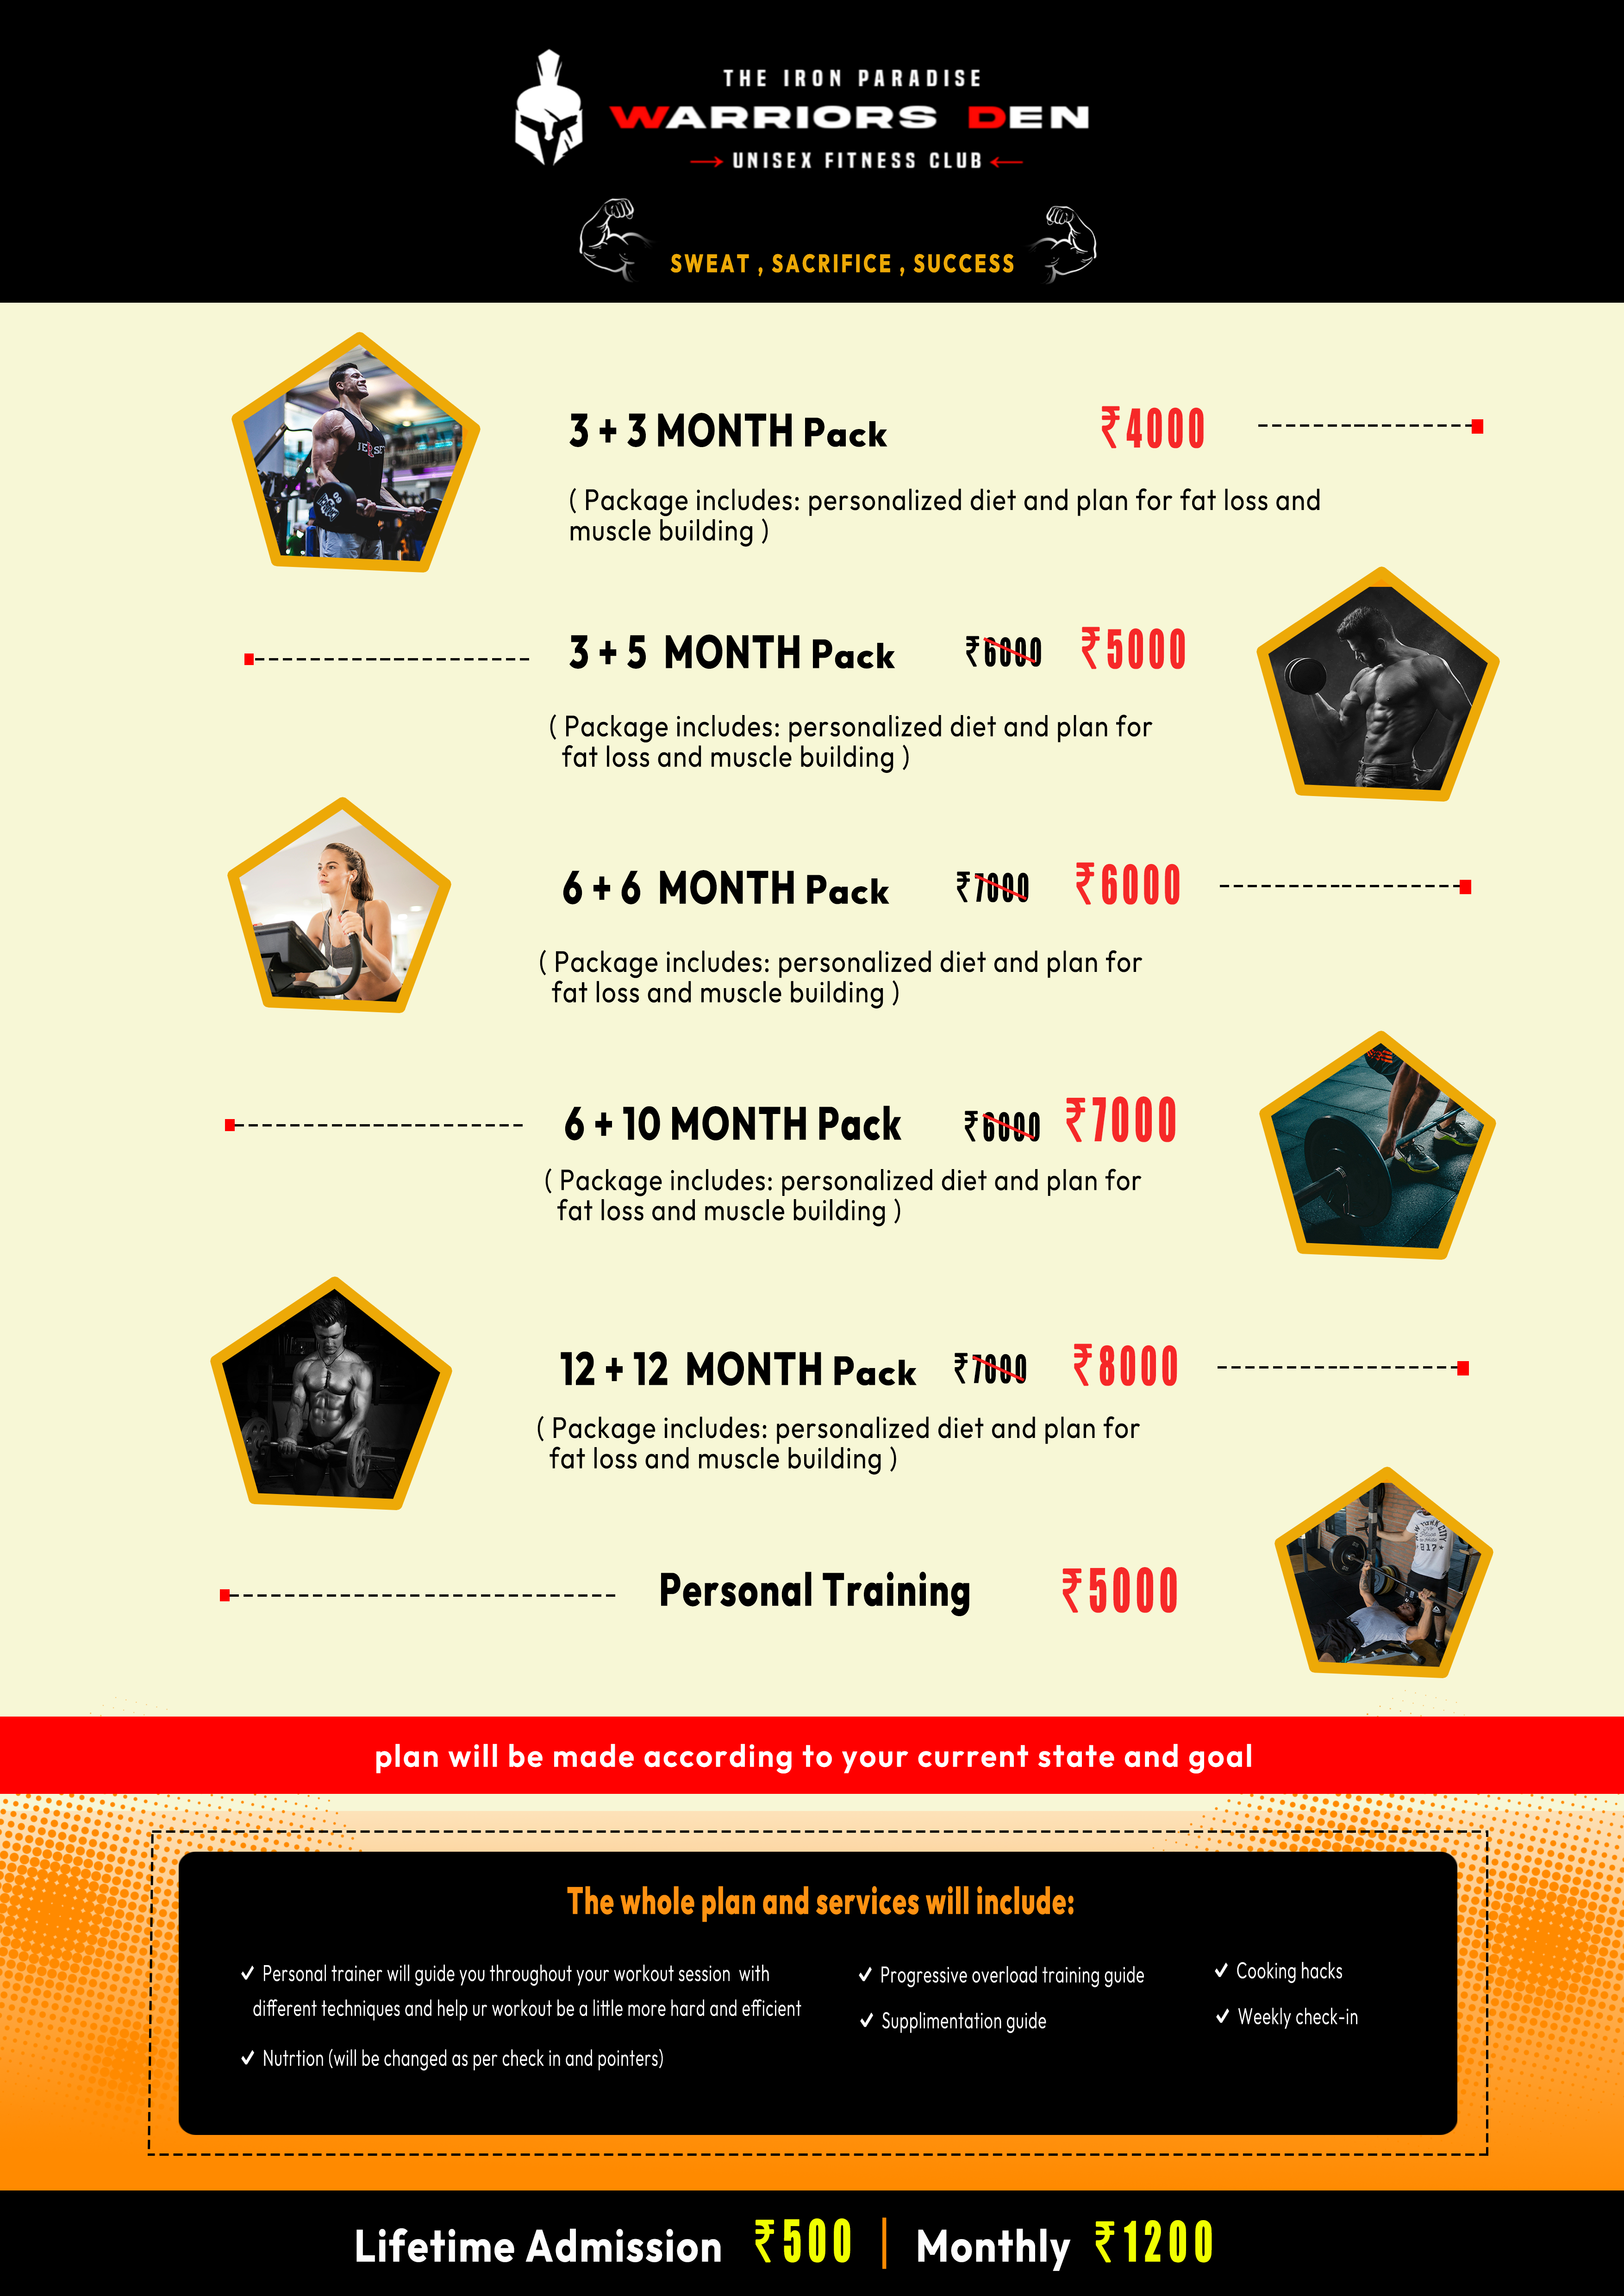 THE IRON PARADISE
WARRIORS DEN
UNISEX FITNESS CLUB
SWEAT , SACRIFICE , SUCCESS
3 + 3 MONTH Pack ₹4000
( Package includes: personalized diet and plan for fat loss and
muscle building )
3 + 5 MONTH Pack ₹6000 ₹5000
( Package includes: personalized diet and plan for
fat loss and muscle building )
6 + 6 MONTH Pack ₹7000 ₹6000
( Package includes: personalized diet and plan for
fat loss and muscle building )
6 + 10 MONTH Pack ₹6000 ₹7000
( Package includes: personalized diet and plan for
fat loss and muscle building )
12 + 12 MONTH Pack ₹7000 ₹8000
( Package includes: personalized diet and plan for
fat loss and muscle building )
Personal Training ₹5000
plan will be made according to your current state and goal
The whole plan and services will include:
✔ Personal trainer will guide you throughout your workout session with
different techniques and help ur workout be a little more hard and efficient
✔ Nutrtion (will be changed as per check in and pointers)
✔ Progressive overload training guide
✔ Supplimentation guide
✔ Cooking hacks
✔ Weekly check-in
Lifetime Admission ₹500 | Monthly ₹1200